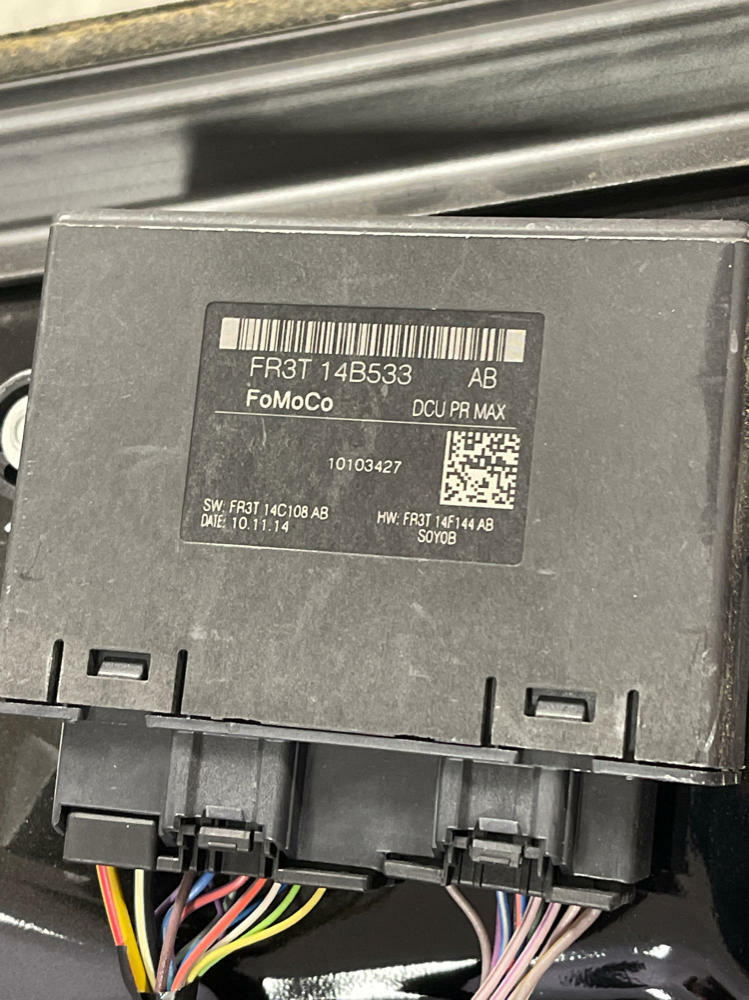 FR3T 14B533 AB
FoMoCo DCU PR MAX
10103427
SW: FR3T 14C108 AB HW: FR3T 14F144 AB
DATE: 10.11.14 S0Y0B